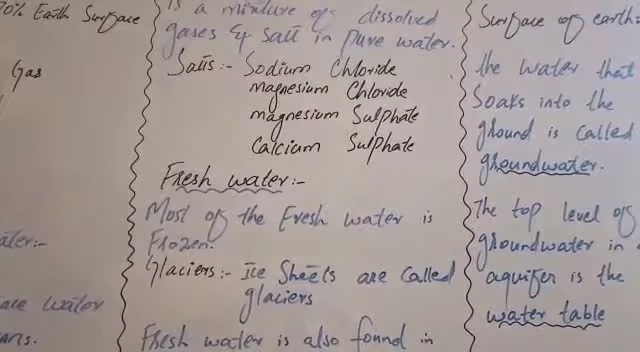 70% Earth Surface
Gas
are water
is a mixture of dissolved
gases & salt in pure water.
Salts :- Sodium Chloride
magnesium Chloride
magnesium Sulphate
Calcium Sulphate
Fresh water:-
Most of the Fresh water is
Frozen.
Glaciers :- Ice Sheets are called
glaciers
Fresh water is also found in
Surface of earth:
the water that
Soaks into the
ground is called
groundwater.
The top level of
groundwater in
aquifer is the
water table